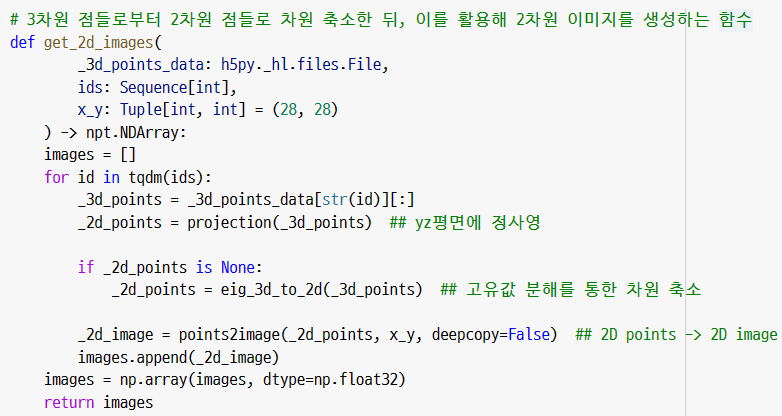 # 3차원 점들로부터 2차원 점들로 차원 축소한 뒤, 이를 활용해 2차원 이미지를 생성하는 함수
def get_2d_images(
        _3d_points_data: h5py._hl.files.File,
        ids: Sequence[int],
        x_y: Tuple[int, int] = (28, 28)
    ) -> npt.NDArray:
    images = []
    for id in tqdm(ids):
        _3d_points = _3d_points_data[str(id)][:]
        _2d_points = projection(_3d_points)  ## yz평면에 정사영

        if _2d_points is None:
            _2d_points = eig_3d_to_2d(_3d_points)  ## 고유값 분해를 통한 차원 축소

        _2d_image = points2image(_2d_points, x_y, deepcopy=False)  ## 2D points -> 2D image
        images.append(_2d_image)
    images = np.array(images, dtype=np.float32)
    return images